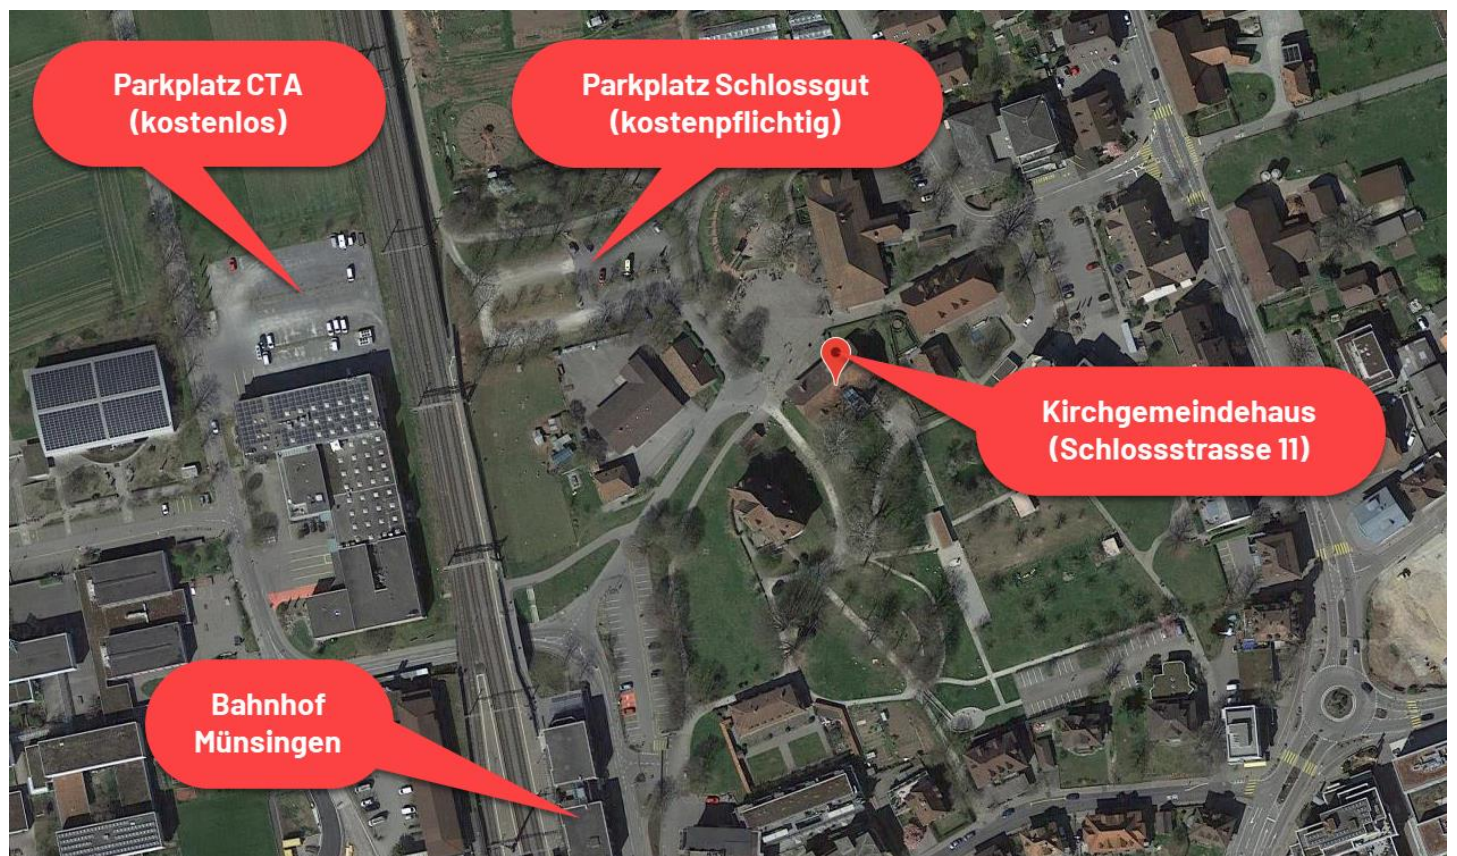 Parkplatz CTA
(kostenlos)
Parkplatz Schlossgut
(kostenpflichtig)
Kirchgemeindehaus
(Schlossstrasse 11)
Bahnhof
Münsingen